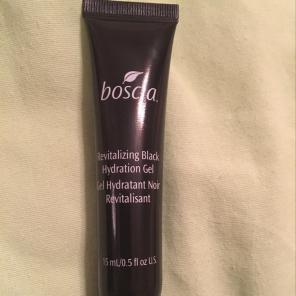 boscia
Revitalizing Black
Hydration Gel
Gel Hydratant Noir
Revitalisant
15 mL/0.5 fl oz U.S.